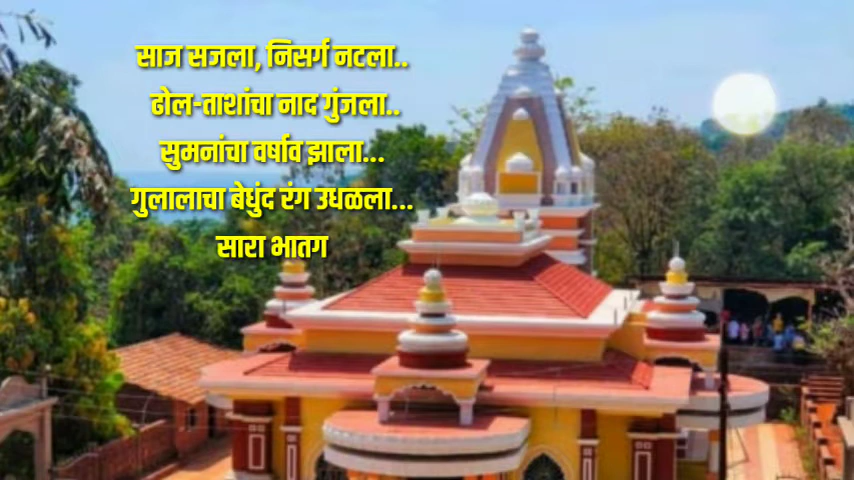 साज सजला, निसर्ग नटला..
ढोल-ताशांचा नाद गुंजला..
सुमनांचा वर्षाव झाला...
गुलालाचा बेधुंद रंग उधळला...
सारा भातग